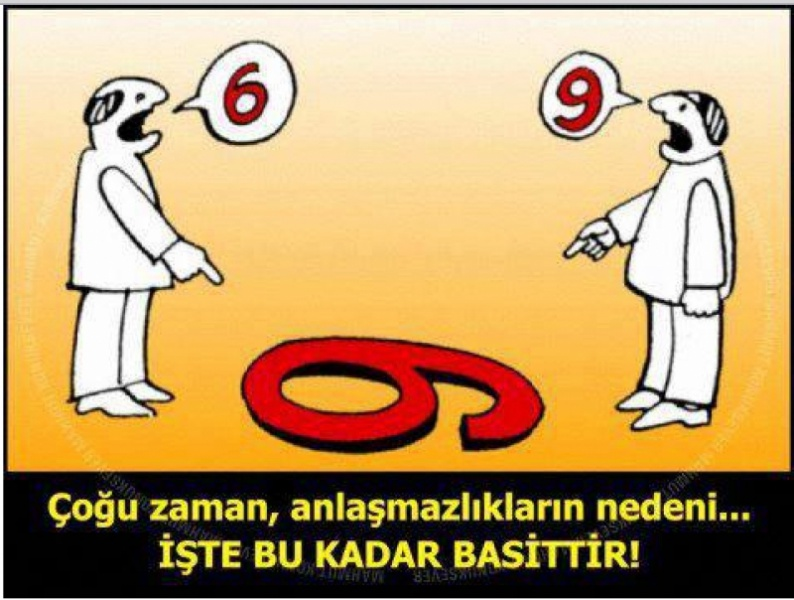 6
9
Çoğu zaman, anlaşmazlıkların nedeni...
İŞTE BU KADAR BASİTTİR!